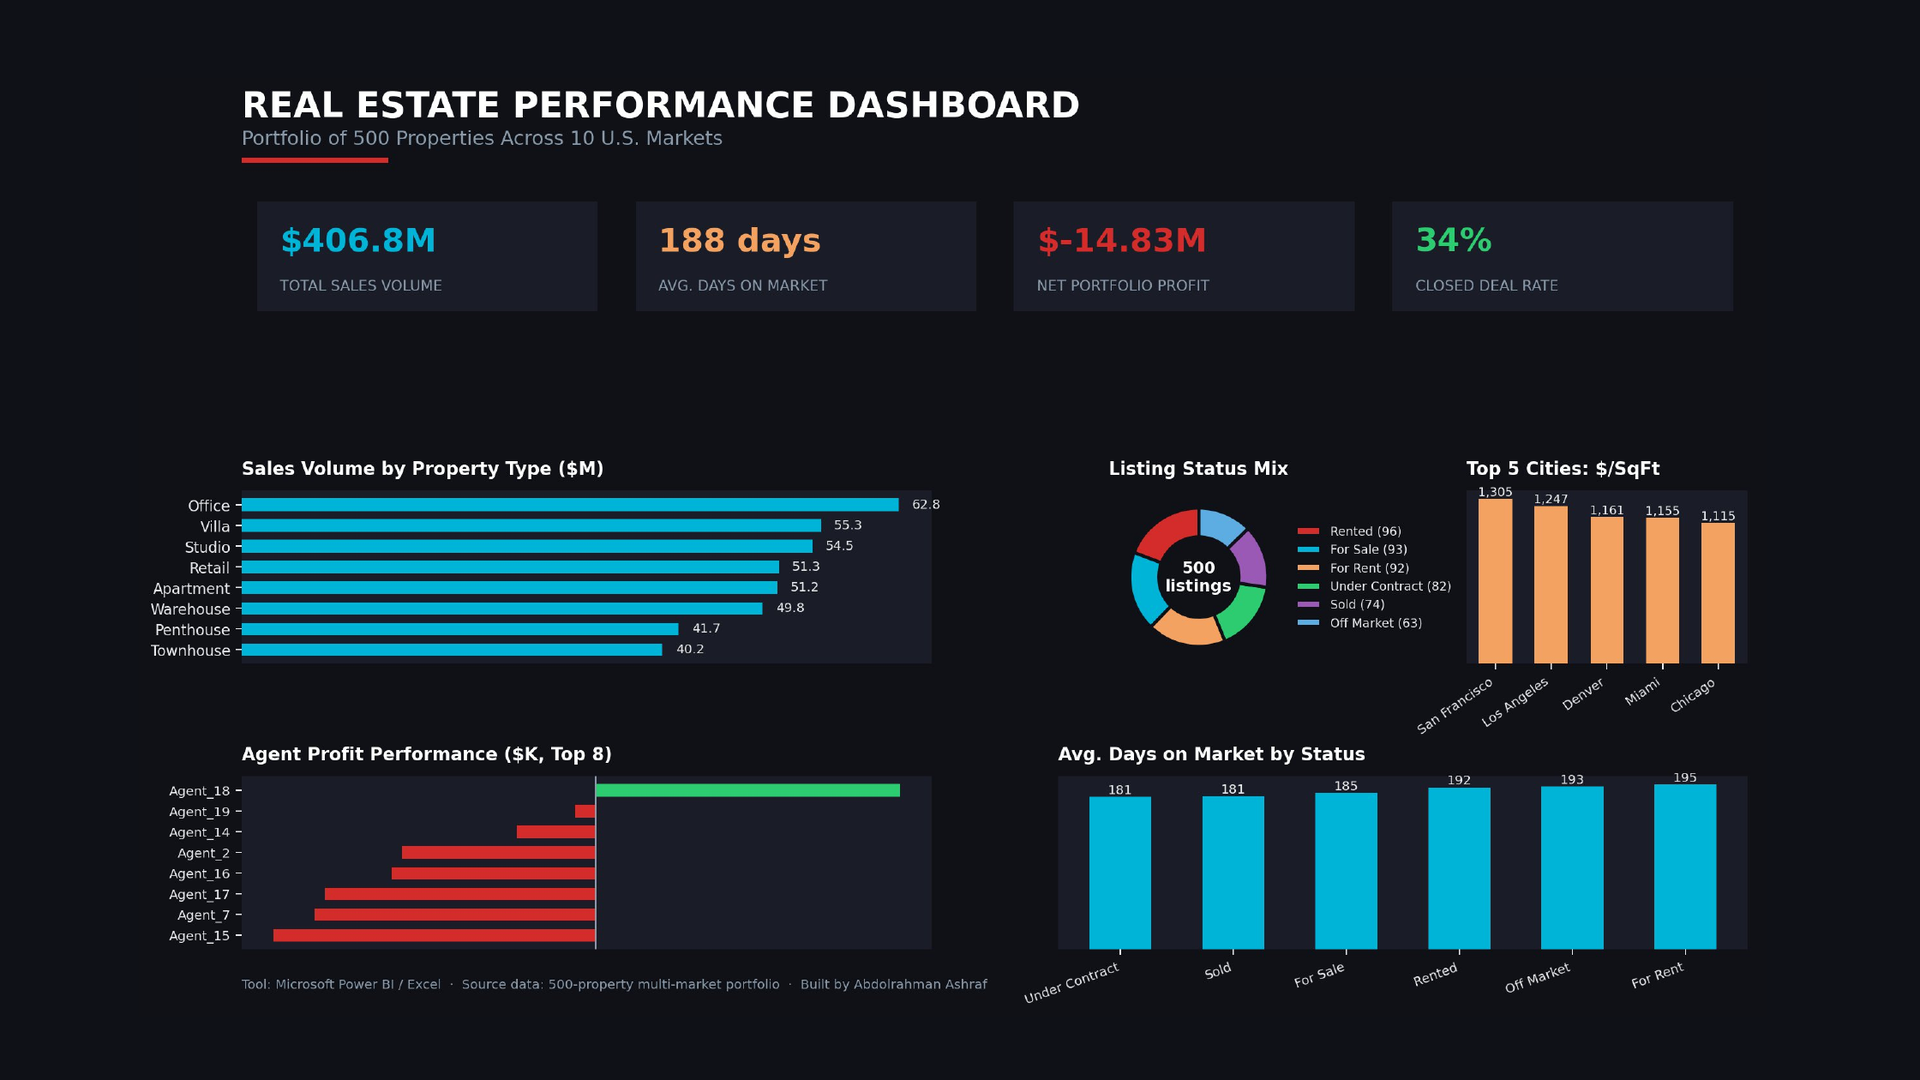 REAL ESTATE PERFORMANCE DASHBOARD
Portfolio of 500 Properties Across 10 U.S. Markets
$406.8M
TOTAL SALES VOLUME
188 days
AVG. DAYS ON MARKET
$-14.83M
NET PORTFOLIO PROFIT
34%
CLOSED DEAL RATE
Sales Volume by Property Type ($M)
Office 62.8
Villa 55.3
Studio 54.5
Retail 51.3
Apartment 51.2
Warehouse 49.8
Penthouse 41.7
Townhouse 40.2
Listing Status Mix
500
listings
Rented (96)
For Sale (93)
For Rent (92)
Under Contract (82)
Sold (74)
Off Market (63)
Top 5 Cities: $/SqFt
1,305 1,247 1,161 1,155 1,115
San Francisco Los Angeles Denver Miami Chicago
Agent Profit Performance ($K, Top 8)
Agent_18
Agent_19
Agent_14
Agent_2
Agent_16
Agent_17
Agent_7
Agent_15
Avg. Days on Market by Status
181 181 185 192 193 195
Under Contract Sold For Sale Rented Off Market For Rent
Tool: Microsoft Power BI / Excel · Source data: 500-property multi-market portfolio · Built by Abdolrahman Ashraf